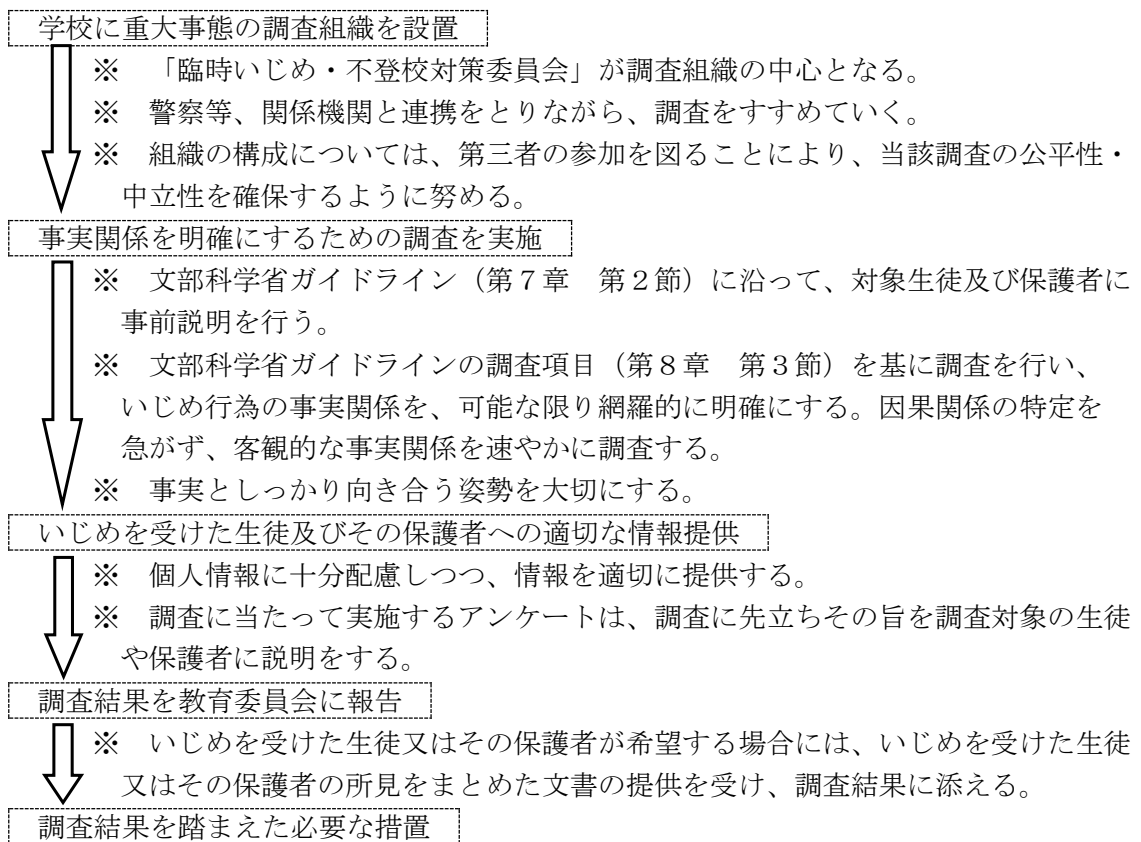 学校に重大事態の調査組織を設置
※　「臨時いじめ・不登校対策委員会」が調査組織の中心となる。
※　警察等、関係機関と連携をとりながら、調査をすすめていく。
※　組織の構成については、第三者の参加を図ることにより、当該調査の公平性・
中立性を確保するように努める。
事実関係を明確にするための調査を実施
※　文部科学省ガイドライン（第７章　第２節）に沿って、対象生徒及び保護者に
事前説明を行う。
※　文部科学省ガイドラインの調査項目（第８章　第３節）を基に調査を行い、
いじめ行為の事実関係を、可能な限り網羅的に明確にする。因果関係の特定を
急がず、客観的な事実関係を速やかに調査する。
※　事実としっかり向き合う姿勢を大切にする。
いじめを受けた生徒及びその保護者への適切な情報提供
※　個人情報に十分配慮しつつ、情報を適切に提供する。
※　調査に当たって実施するアンケートは、調査に先立ちその旨を調査対象の生徒
や保護者に説明をする。
調査結果を教育委員会に報告
※　いじめを受けた生徒又はその保護者が希望する場合には、いじめを受けた生徒
又はその保護者の所見をまとめた文書の提供を受け、調査結果に添える。
調査結果を踏まえた必要な措置